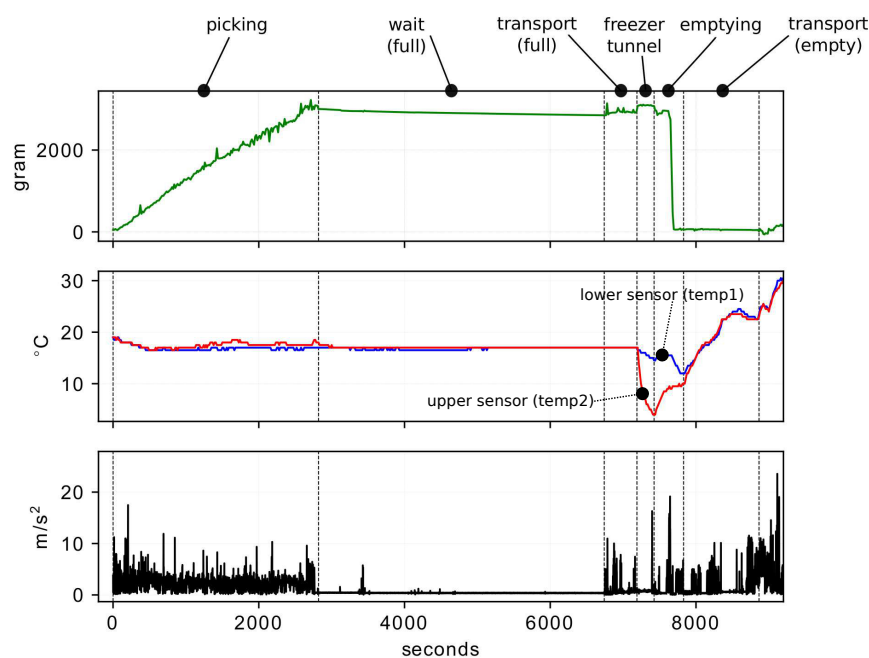 picking
wait
(full)
transport
(full)
freezer
tunnel
emptying
transport
(empty)
gram
2000
0
°C
30
20
10
lower sensor (temp1)
upper sensor (temp2)
m/s²
20
10
0
0 2000 4000 6000 8000
seconds